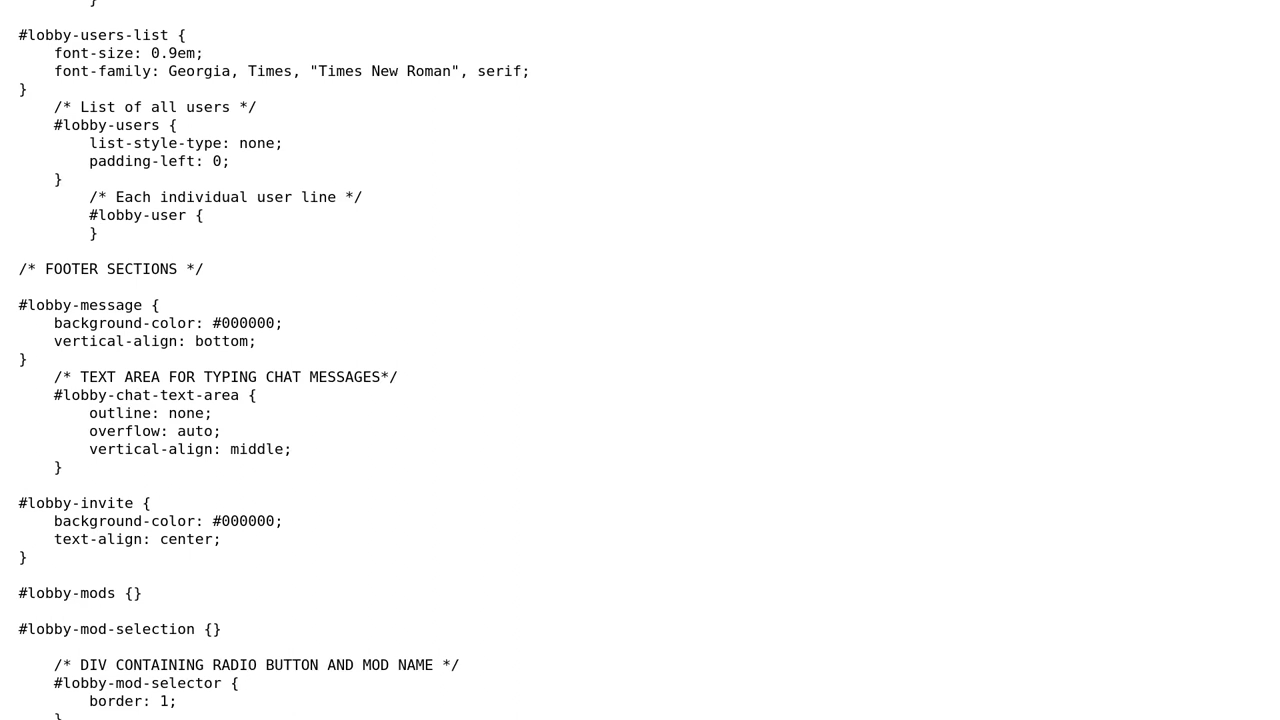 }

#lobby-users-list {
    font-size: 0.9em;
    font-family: Georgia, Times, "Times New Roman", serif;
}
    /* List of all users */
    #lobby-users {
        list-style-type: none;
        padding-left: 0;
    }
        /* Each individual user line */
        #lobby-user {
        }

/* FOOTER SECTIONS */

#lobby-message {
    background-color: #000000;
    vertical-align: bottom;
}
    /* TEXT AREA FOR TYPING CHAT MESSAGES*/
    #lobby-chat-text-area {
        outline: none;
        overflow: auto;
        vertical-align: middle;
    }

#lobby-invite {
    background-color: #000000;
    text-align: center;
}

#lobby-mods {}

#lobby-mod-selection {}

    /* DIV CONTAINING RADIO BUTTON AND MOD NAME */
    #lobby-mod-selector {
        border: 1;
    }